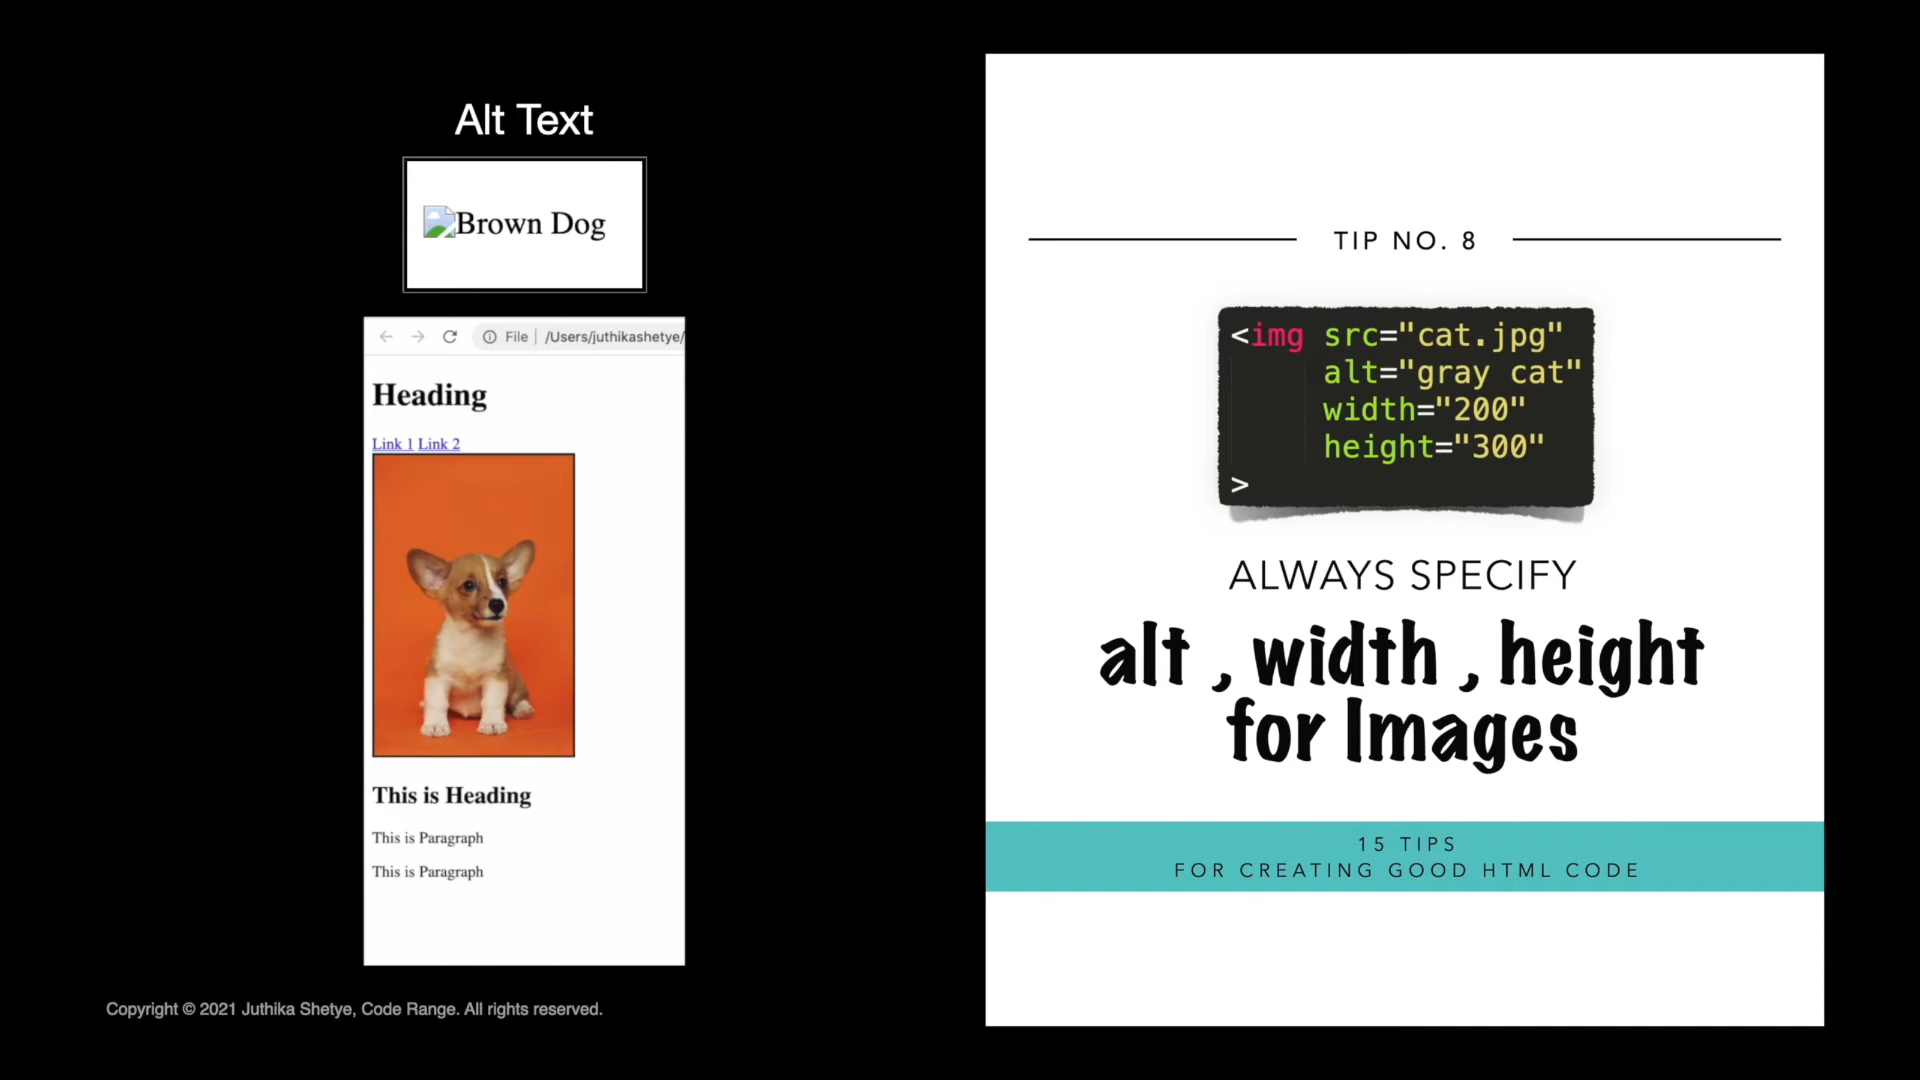 Alt Text
Brown Dog
File | /Users/juthikashetye/
Heading
Link 1 Link 2
This is Heading
This is Paragraph
This is Paragraph
Copyright © 2021 Juthika Shetye, Code Range. All rights reserved.
TIP NO. 8
<img src="cat.jpg"
alt="gray cat"
width="200"
height="300"
>
ALWAYS SPECIFY
alt , width , height
for Images
15 TIPS
FOR CREATING GOOD HTML CODE